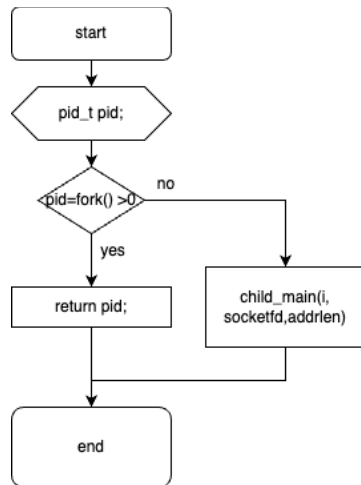 start
pid_t pid;
pid=fork() >0
no
yes
return pid;
child_main(i,
socketfd,addrlen)
end